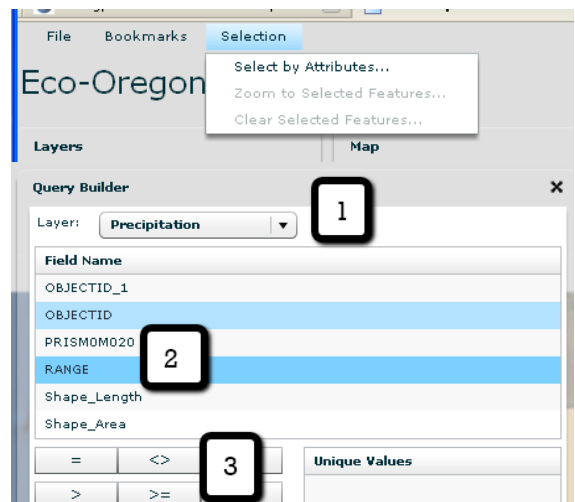 File Bookmarks Selection
Select by Attributes...
Eco-Oregon
Zoom to Selected Features...
Clear Selected Features...
Layers Map
Query Builder
1
Layer: Precipitation
Field Name
OBJECTID_1
OBJECTID
PRISM0M020
2
RANGE
Shape_Length
Shape_Area
= <> 3 Unique Values
> >=